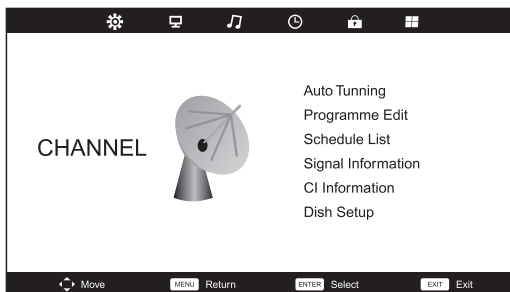 CHANNEL
Auto Tunning
Programme Edit
Schedule List
Signal Information
CI Information
Dish Setup
Move MENU Return ENTER Select EXIT Exit